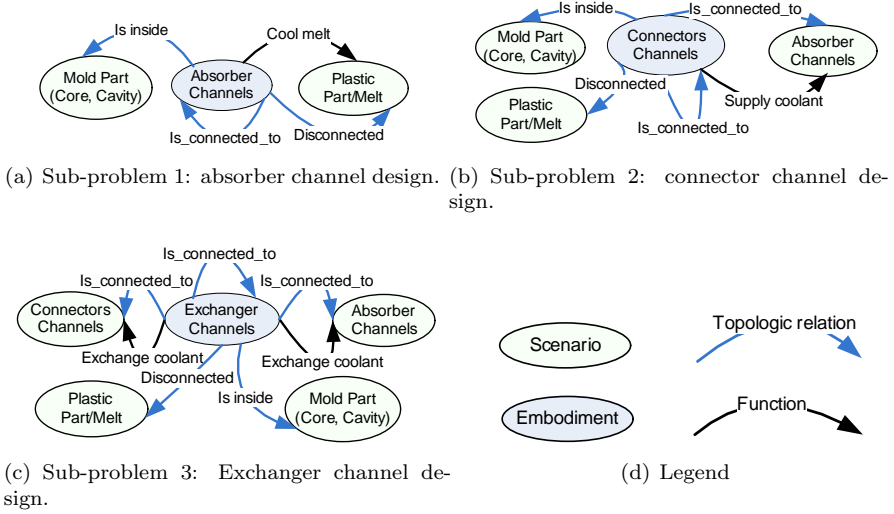 Is inside
Cool melt
Mold Part
(Core, Cavity)
Absorber
Channels
Plastic
Part/Melt
Is_connected_to
Disconnected
(a) Sub-problem 1: absorber channel design.
Is inside
Is_connected_to
Mold Part
(Core, Cavity)
Connectors
Channels
Absorber
Channels
Disconnected
Plastic
Part/Melt
Supply coolant
Is_connected_to
(b) Sub-problem 2: connector channel de-
sign.
Is_connected_to
Is_connected_to
Is_connected_to
Connectors
Channels
Exchanger
Channels
Absorber
Channels
Exchange coolant
Exchange coolant
Disconnected
Is inside
Plastic
Part/Melt
Mold Part
(Core, Cavity)
(c) Sub-problem 3: Exchanger channel de-
sign.
Scenario
Topologic relation
Embodiment
Function
(d) Legend